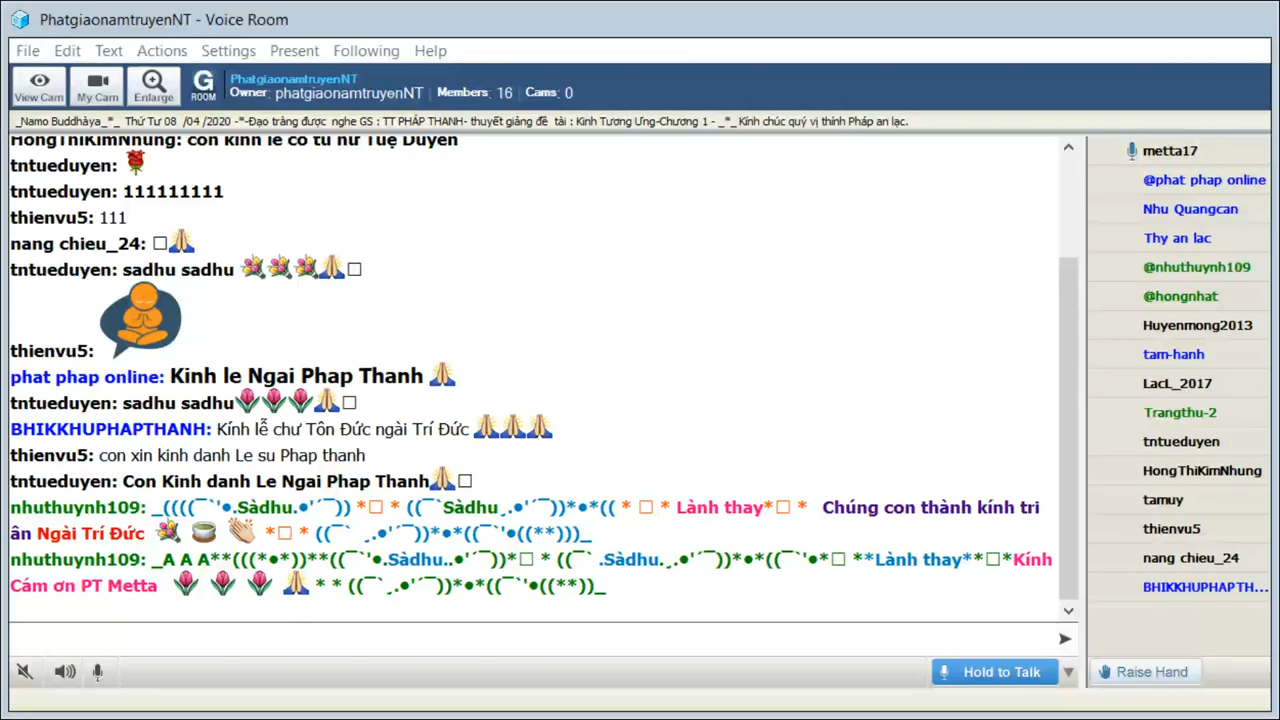 PhatgiaonamtruyenNT - Voice Room
File Edit Text Actions Settings Present Following Help
View Cam My Cam Enlarge G ROOM
PhatgiaonamtruyenNT
Owner: phatgiaonamtruyenNT Members: 16 Cams: 0
_Namo Buddhàya_*_ Thứ Tư 08 /04 /2020 -*-Đạo tràng được nghe GS : TT PHÁP THANH- thuyết giảng đề tài : Kinh Tương Ưng-Chương 1 - _*_ Kính chúc quý vị thính Pháp an lạc.
HongThiKimNhung: con kinh le co tu nữ Tuệ Duyên
tntueduyen: 🌹
tntueduyen: 111111111
thienvu5: 111
nang chieu_24: □🙏
tntueduyen: sadhu sadhu 💐💐💐🙏□
thienvu5:
phat phap online: Kinh le Ngai Phap Thanh 🙏
tntueduyen: sadhu sadhu🌷🌷🌷🙏□
BHIKKHUPHAPTHANH: Kính lễ chư Tôn Đức ngài Trí Đức 🙏🙏🙏
thienvu5: con xin kinh danh Le su Phap thanh
tntueduyen: Con Kinh danh Le Ngai Phap Thanh🙏□
nhuthuynh109: _((((¯`'•.Sàdhu.•'´¯)) *□ * ((¯`Sàdhu¸.•'´¯))*•*(( * □ * Lành thay*□ * Chúng con thành kính tri
ân Ngài Trí Đức 💐 🍵 👏 *□ * ((¯` ¸.•'´¯))*•*((¯`'•((**)))_
nhuthuynh109: _A A A**(((*•*))**((¯`'•.Sàdhu..•'´¯))*□ * ((¯` .Sàdhu.¸.•'´¯))*•*((¯`'•*□ **Lành thay**□*Kính
Cám ơn PT Metta 🌷 🌷 🌷 🙏 * * ((¯`¸.•'´¯))*•*((¯`'•((**))_
Hold to Talk
metta17
@phat phap online
Nhu Quangcan
Thy an lac
@nhuthuynh109
@hongnhat
Huyenmong2013
tam-hanh
LacL_2017
Trangthu-2
tntueduyen
HongThiKimNhung
tamuy
thienvu5
nang chieu_24
BHIKKHUPHAPTH...
Raise Hand